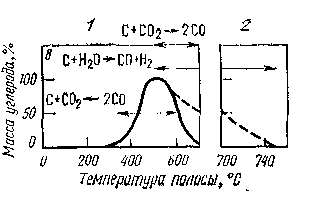 1 2
C+CO₂ → 2CO
в
C+H₂O → CO+H₂
C+CO₂ ← 2CO
Масса углерода, %
100
50
0
0 200 400 600 700 740
Температура полосы, °C